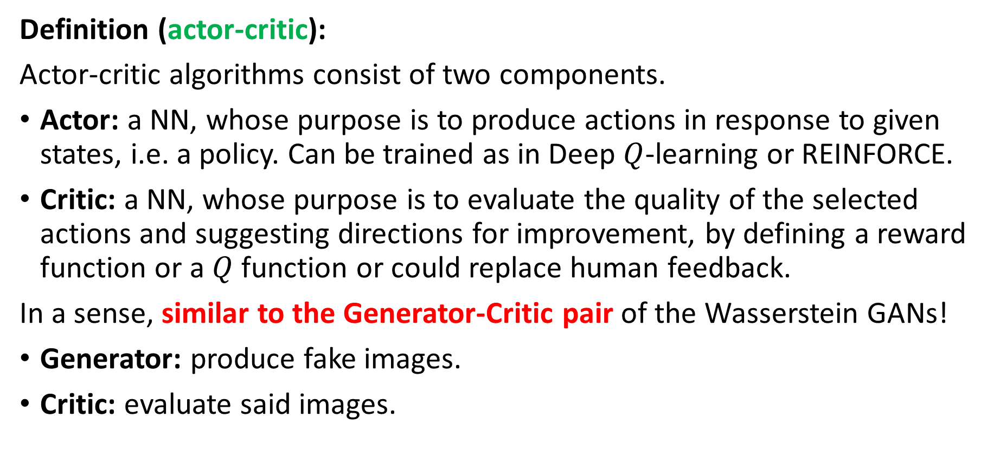 Definition (actor-critic):
Actor-critic algorithms consist of two components.
• Actor: a NN, whose purpose is to produce actions in response to given
states, i.e. a policy. Can be trained as in Deep Q-learning or REINFORCE.
• Critic: a NN, whose purpose is to evaluate the quality of the selected
actions and suggesting directions for improvement, by defining a reward
function or a Q function or could replace human feedback.
In a sense, similar to the Generator-Critic pair of the Wasserstein GANs!
• Generator: produce fake images.
• Critic: evaluate said images.